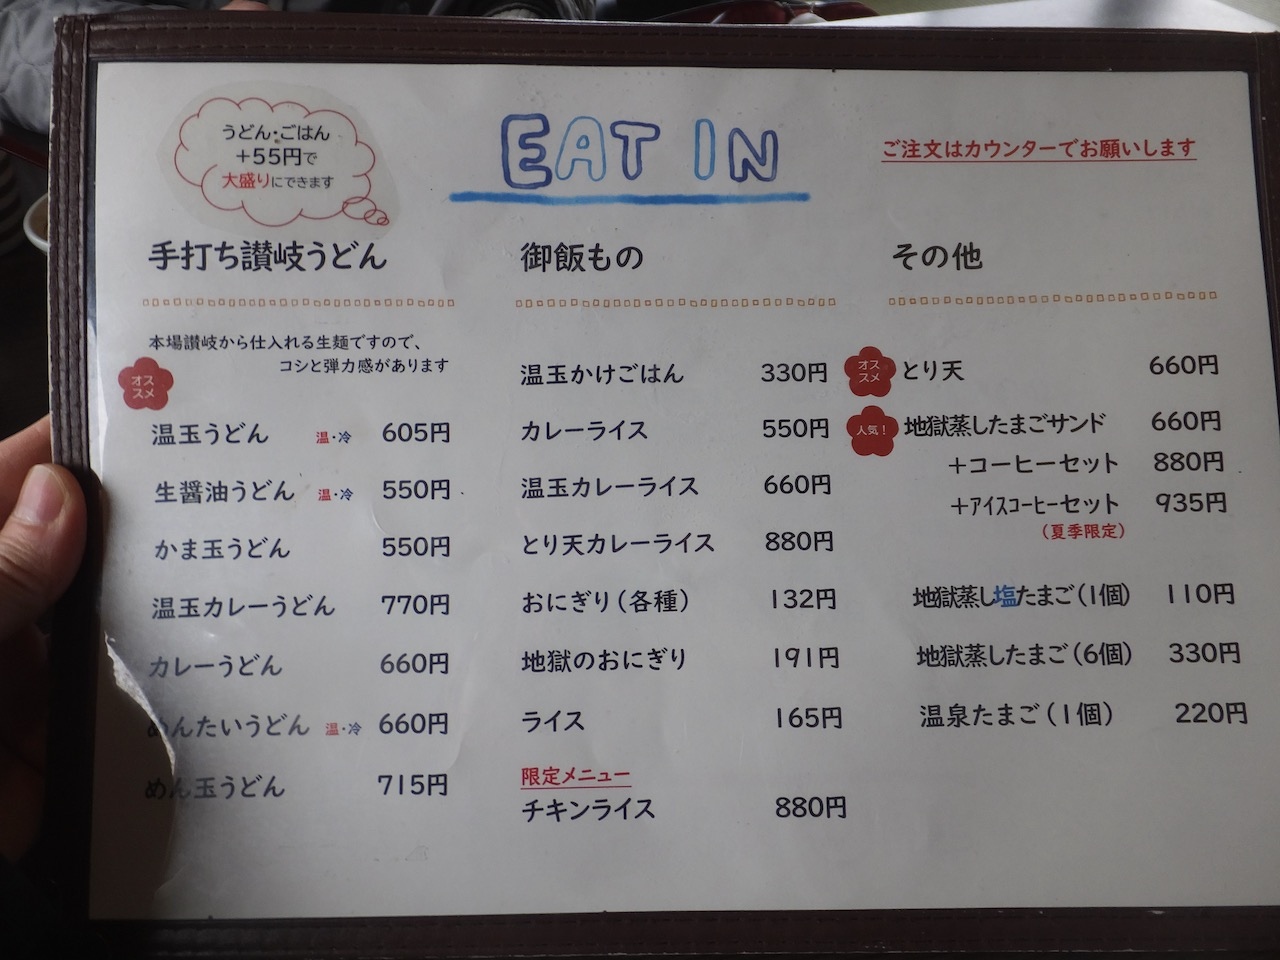 うどん・ごはん
+55円で
大盛りにできます
EAT IN
ご注文はカウンターでお願いします
手打ち讃岐うどん
本場讃岐から仕入れる生麺ですので、
コシと弾力感があります
オス
スメ
温玉うどん 温・冷 605円
生醤油うどん 温・冷 550円
かま玉うどん 550円
温玉カレーうどん 770円
カレーうどん 660円
めんたいうどん 温・冷 660円
めん玉うどん 715円
御飯もの
温玉かけごはん 330円
カレーライス 550円
温玉カレーライス 660円
とり天カレーライス 880円
おにぎり(各種) 132円
地獄のおにぎり 191円
ライス 165円
限定メニュー
チキンライス 880円
その他
オス
スメ
とり天 660円
人気!
地獄蒸したまごサンド 660円
+コーヒーセット 880円
+アイスコーヒーセット 935円
(夏季限定)
地獄蒸し塩たまご(1個) 110円
地獄蒸したまご(6個) 330円
温泉たまご(1個) 220円